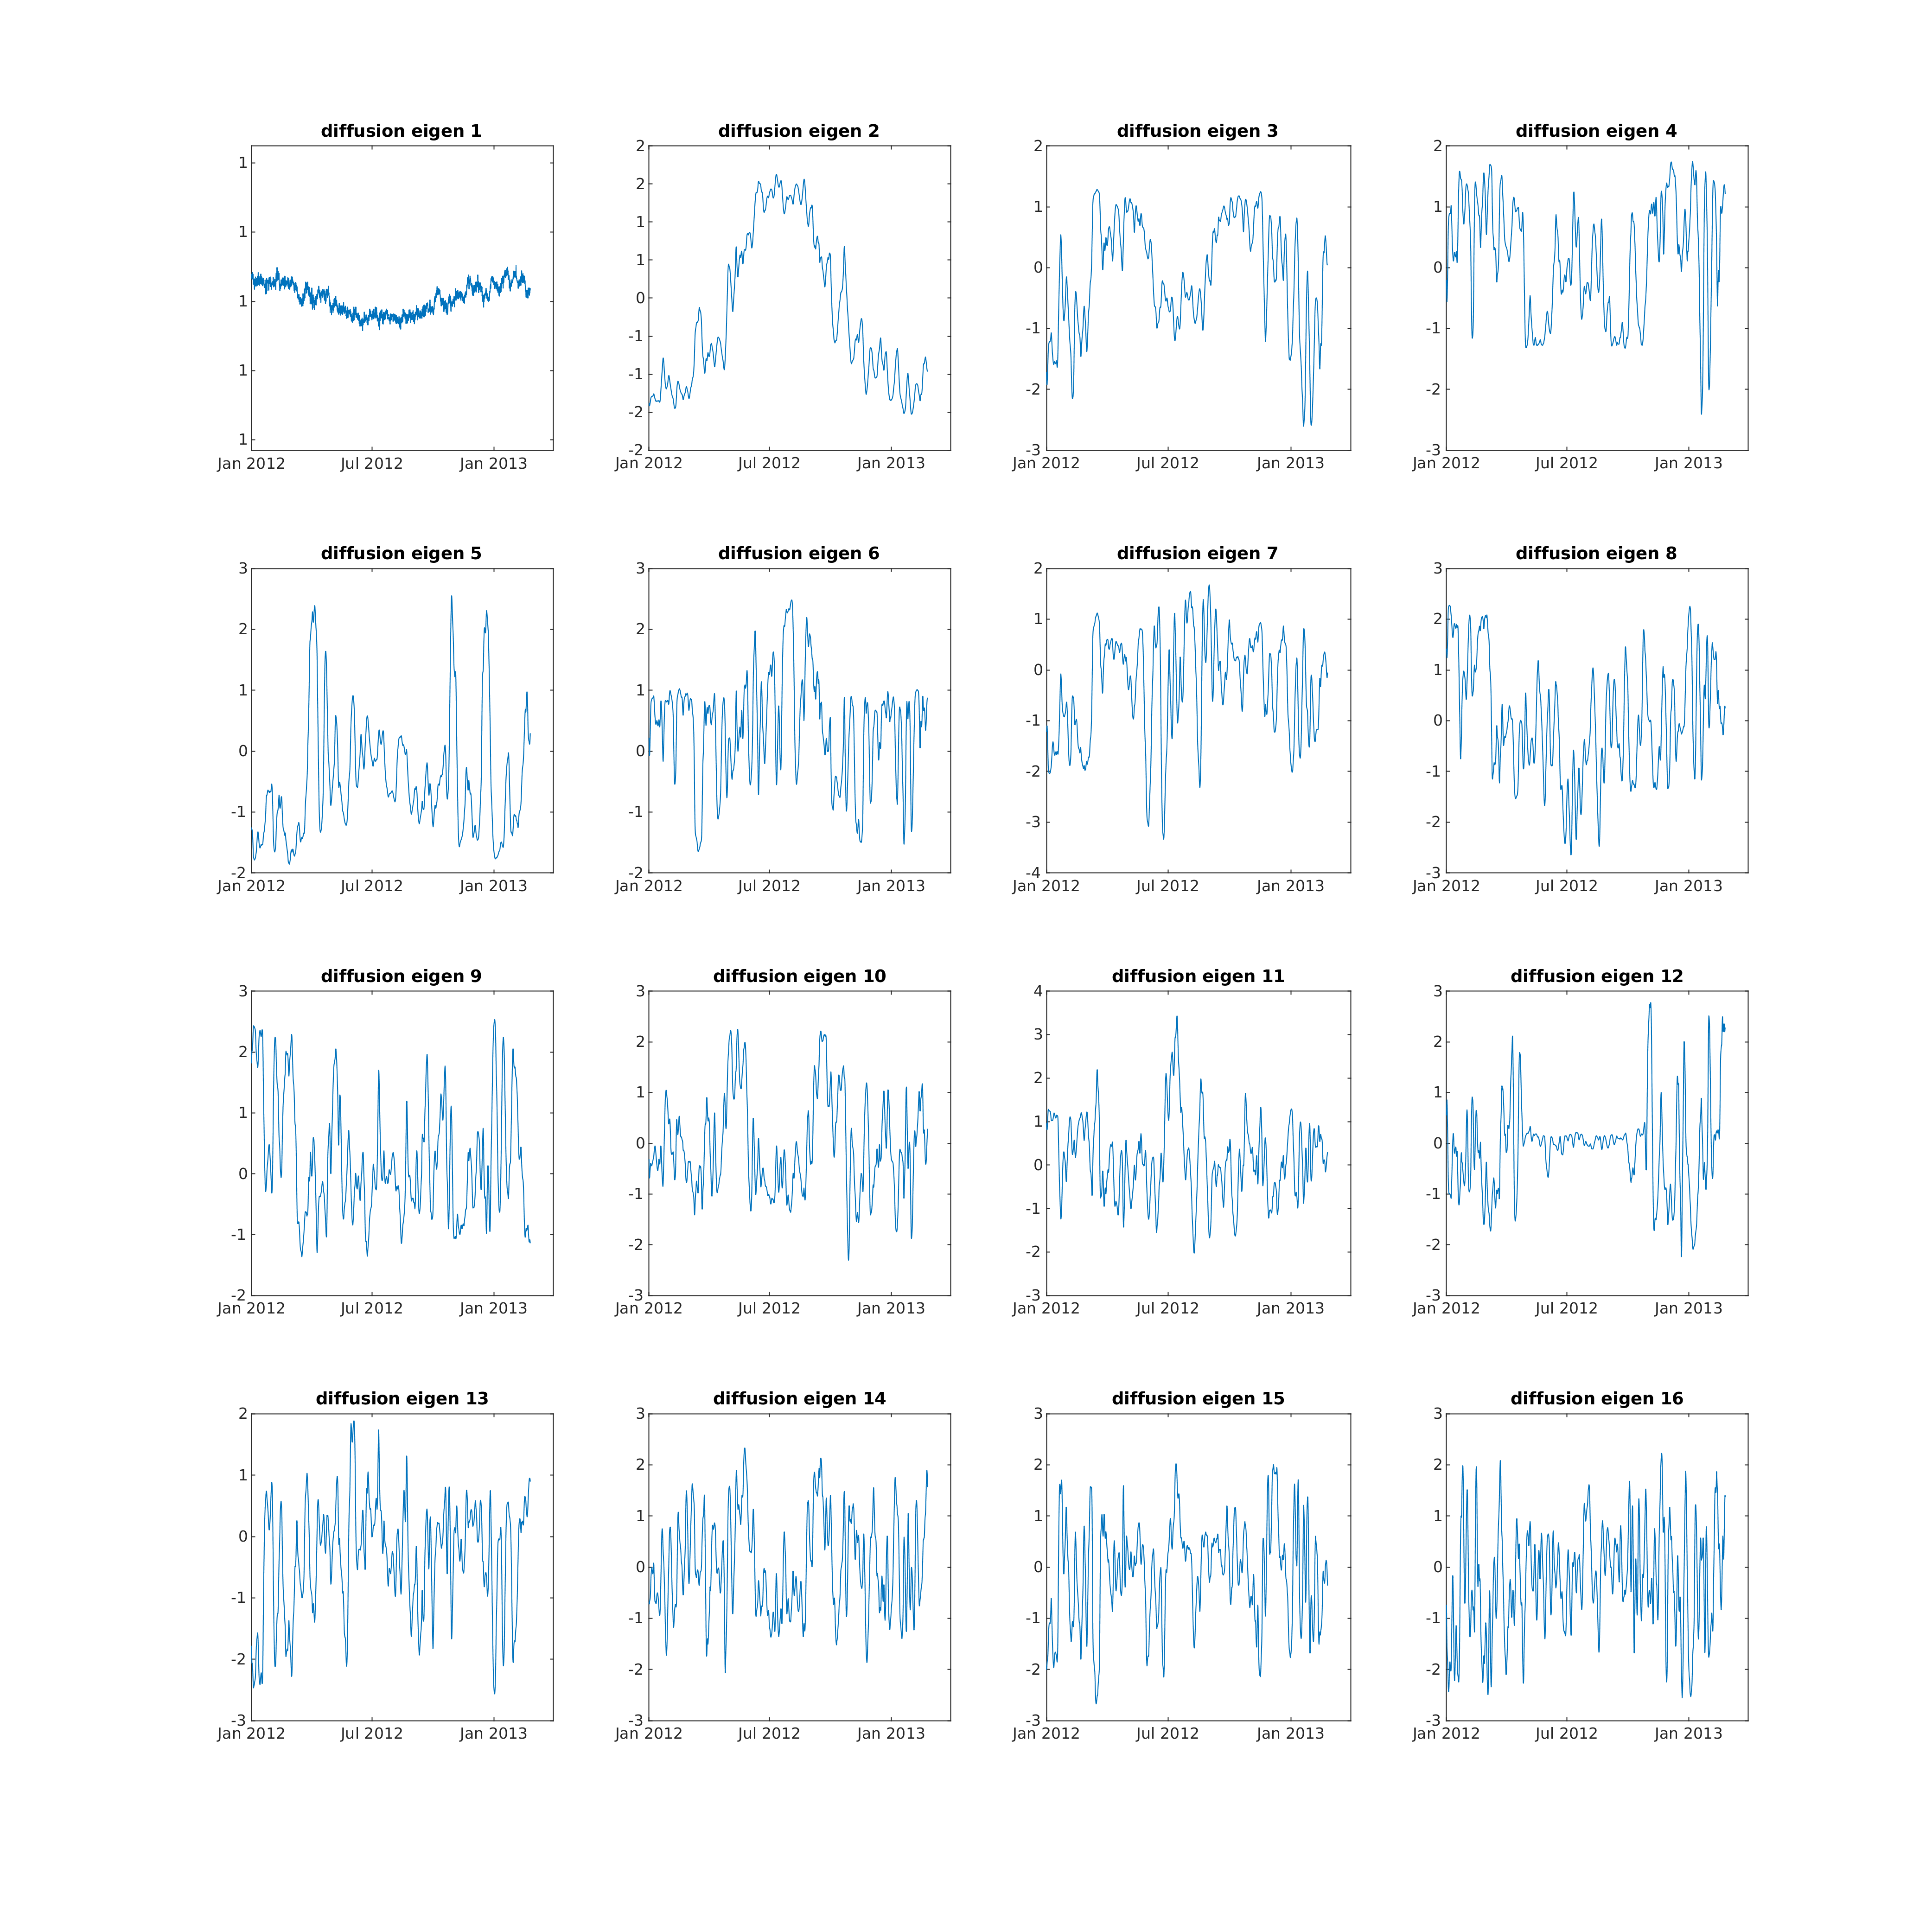 diffusion eigen 1 diffusion eigen 2 diffusion eigen 3 diffusion eigen 4
1 2 2 2
1 2 1 1
1 1 0 0
1 1 -1 -1
1 0 -2 -2
-1 -3 -3
-1
-2
-2
Jan 2012 Jul 2012 Jan 2013 Jan 2012 Jul 2012 Jan 2013 Jan 2012 Jul 2012 Jan 2013 Jan 2012 Jul 2012 Jan 2013
diffusion eigen 5 diffusion eigen 6 diffusion eigen 7 diffusion eigen 8
3 3 2 3
2 2 1 2
1 1 0 1
0 0 -1 0
-1 -1 -2 -1
-2 -2 -3 -2
-4 -3
Jan 2012 Jul 2012 Jan 2013 Jan 2012 Jul 2012 Jan 2013 Jan 2012 Jul 2012 Jan 2013 Jan 2012 Jul 2012 Jan 2013
diffusion eigen 9 diffusion eigen 10 diffusion eigen 11 diffusion eigen 12
3 3 4 3
2 2 3 2
1 1 2 1
0 0 1 0
-1 -1 0 -1
-2 -2 -1 -2
-3 -2 -3
-3
Jan 2012 Jul 2012 Jan 2013 Jan 2012 Jul 2012 Jan 2013 Jan 2012 Jul 2012 Jan 2013 Jan 2012 Jul 2012 Jan 2013
diffusion eigen 13 diffusion eigen 14 diffusion eigen 15 diffusion eigen 16
2 3 3 3
1 2 2 2
0 1 1 1
-1 0 0 0
-2 -1 -1 -1
-3 -2 -2 -2
-3 -3 -3
Jan 2012 Jul 2012 Jan 2013 Jan 2012 Jul 2012 Jan 2013 Jan 2012 Jul 2012 Jan 2013 Jan 2012 Jul 2012 Jan 2013